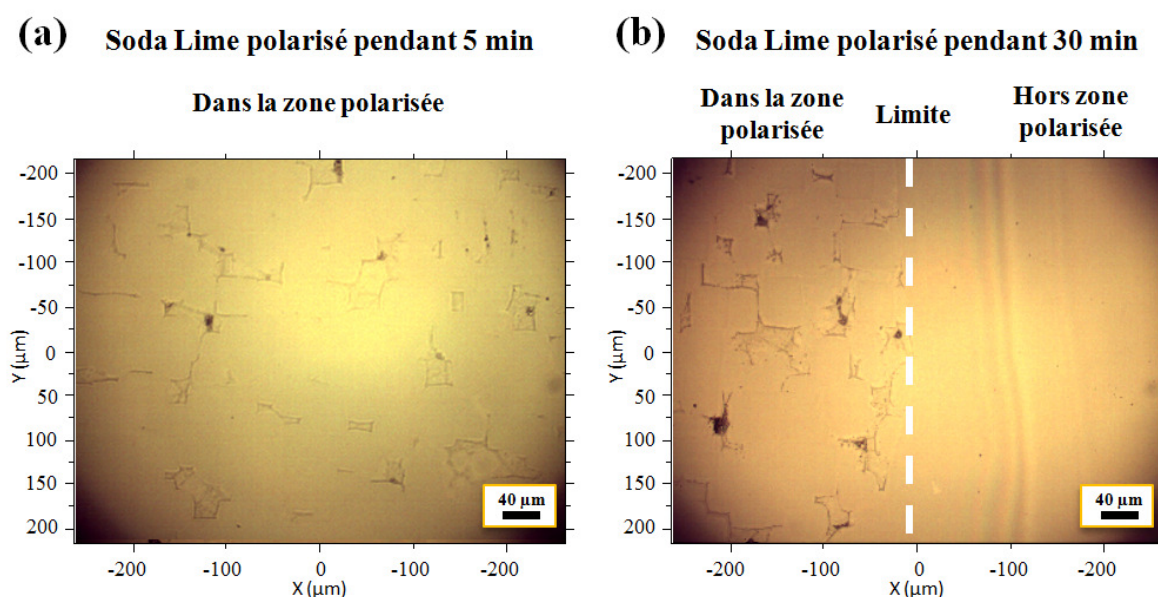 (a) Soda Lime polarisé pendant 5 min
Dans la zone polarisée
-200
-150
-100
-50
0
50
100
150
200
Y (µm)
40 µm
-200
-100
0
-100
-200
X (µm)
(b) Soda Lime polarisé pendant 30 min
Dans la zone
polarisée
Limite
Hors zone
polarisée
-200
-150
-100
-50
0
50
100
150
200
Y (µm)
40 µm
-200
-100
0
-100
-200
X (µm)